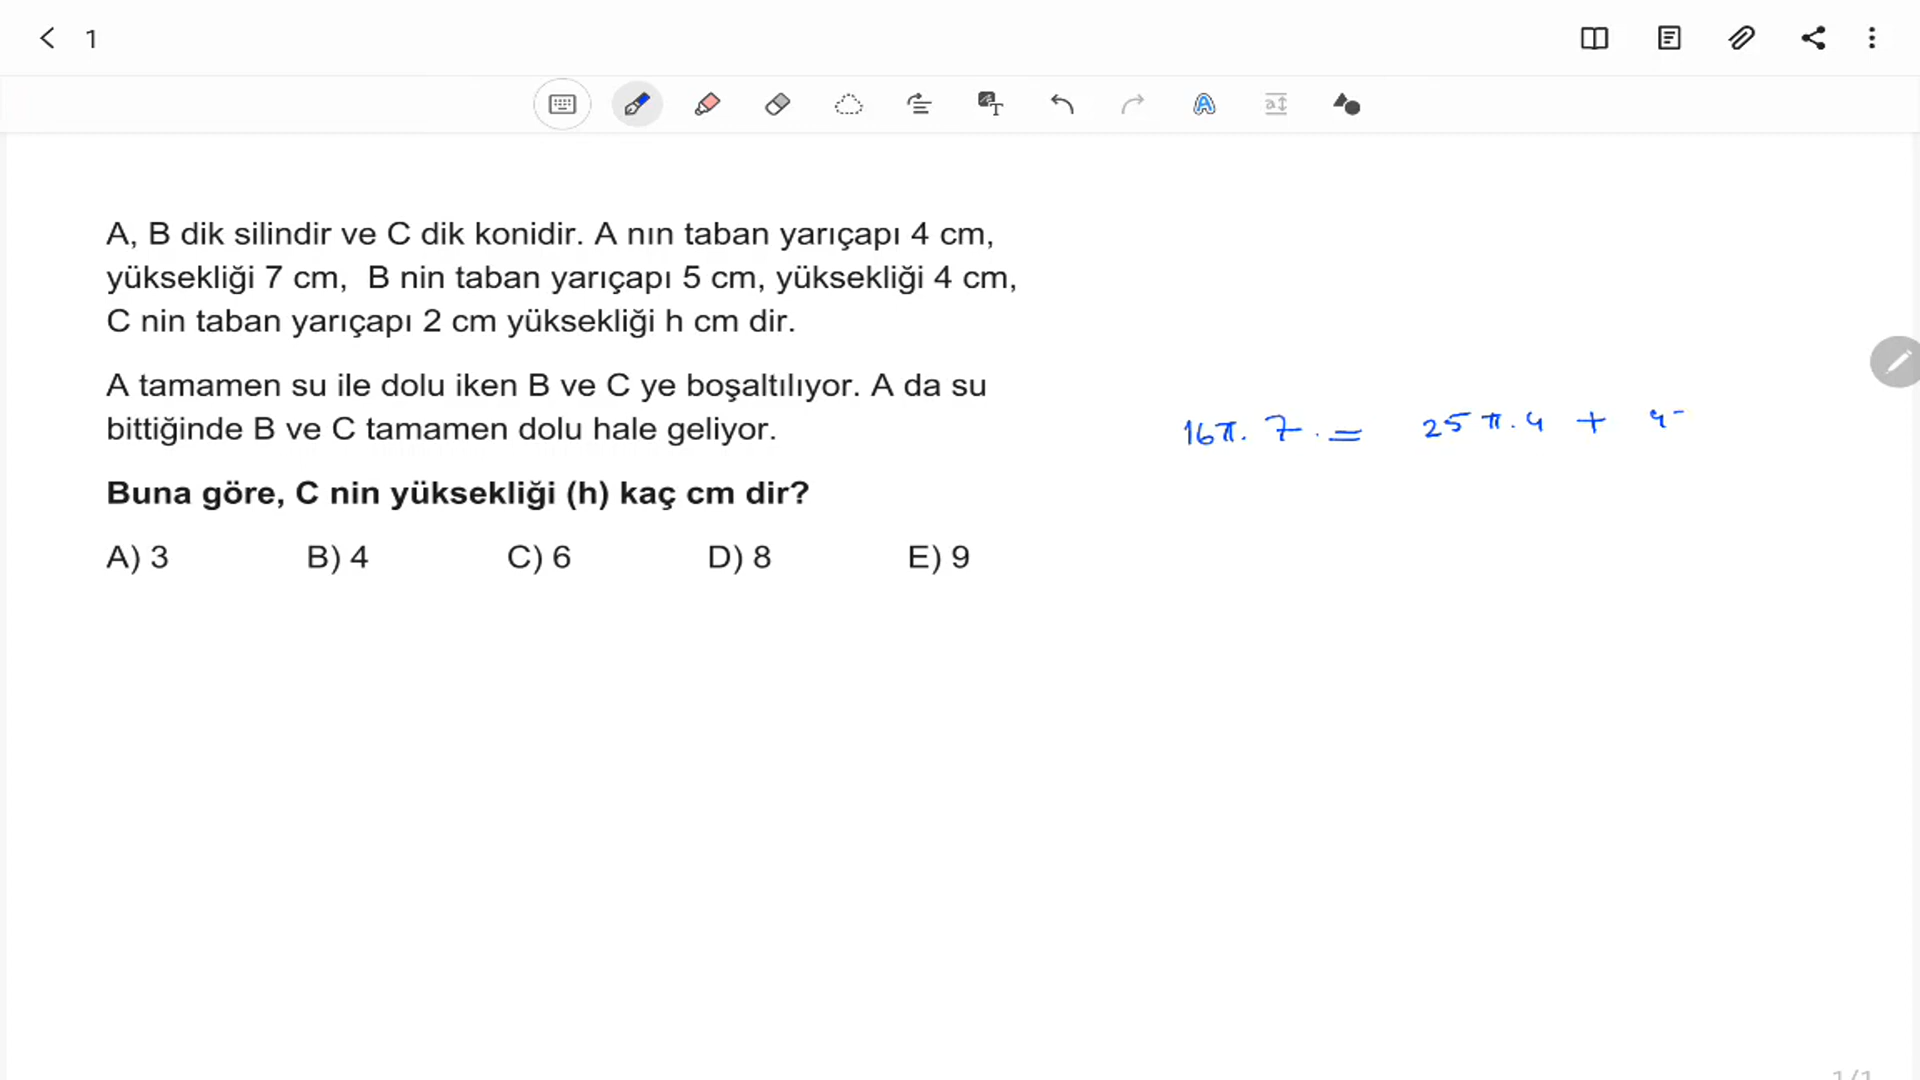 1
A, B dik silindir ve C dik konidir. A nın taban yarıçapı 4 cm,
yüksekliği 7 cm, B nin taban yarıçapı 5 cm, yüksekliği 4 cm,
C nin taban yarıçapı 2 cm yüksekliği h cm dir.
A tamamen su ile dolu iken B ve C ye boşaltılıyor. A da su
bittiğinde B ve C tamamen dolu hale geliyor.
16π. 7. = 25π.4 + 4
Buna göre, C nin yüksekliği (h) kaç cm dir?
A) 3 B) 4 C) 6 D) 8 E) 9
1/1